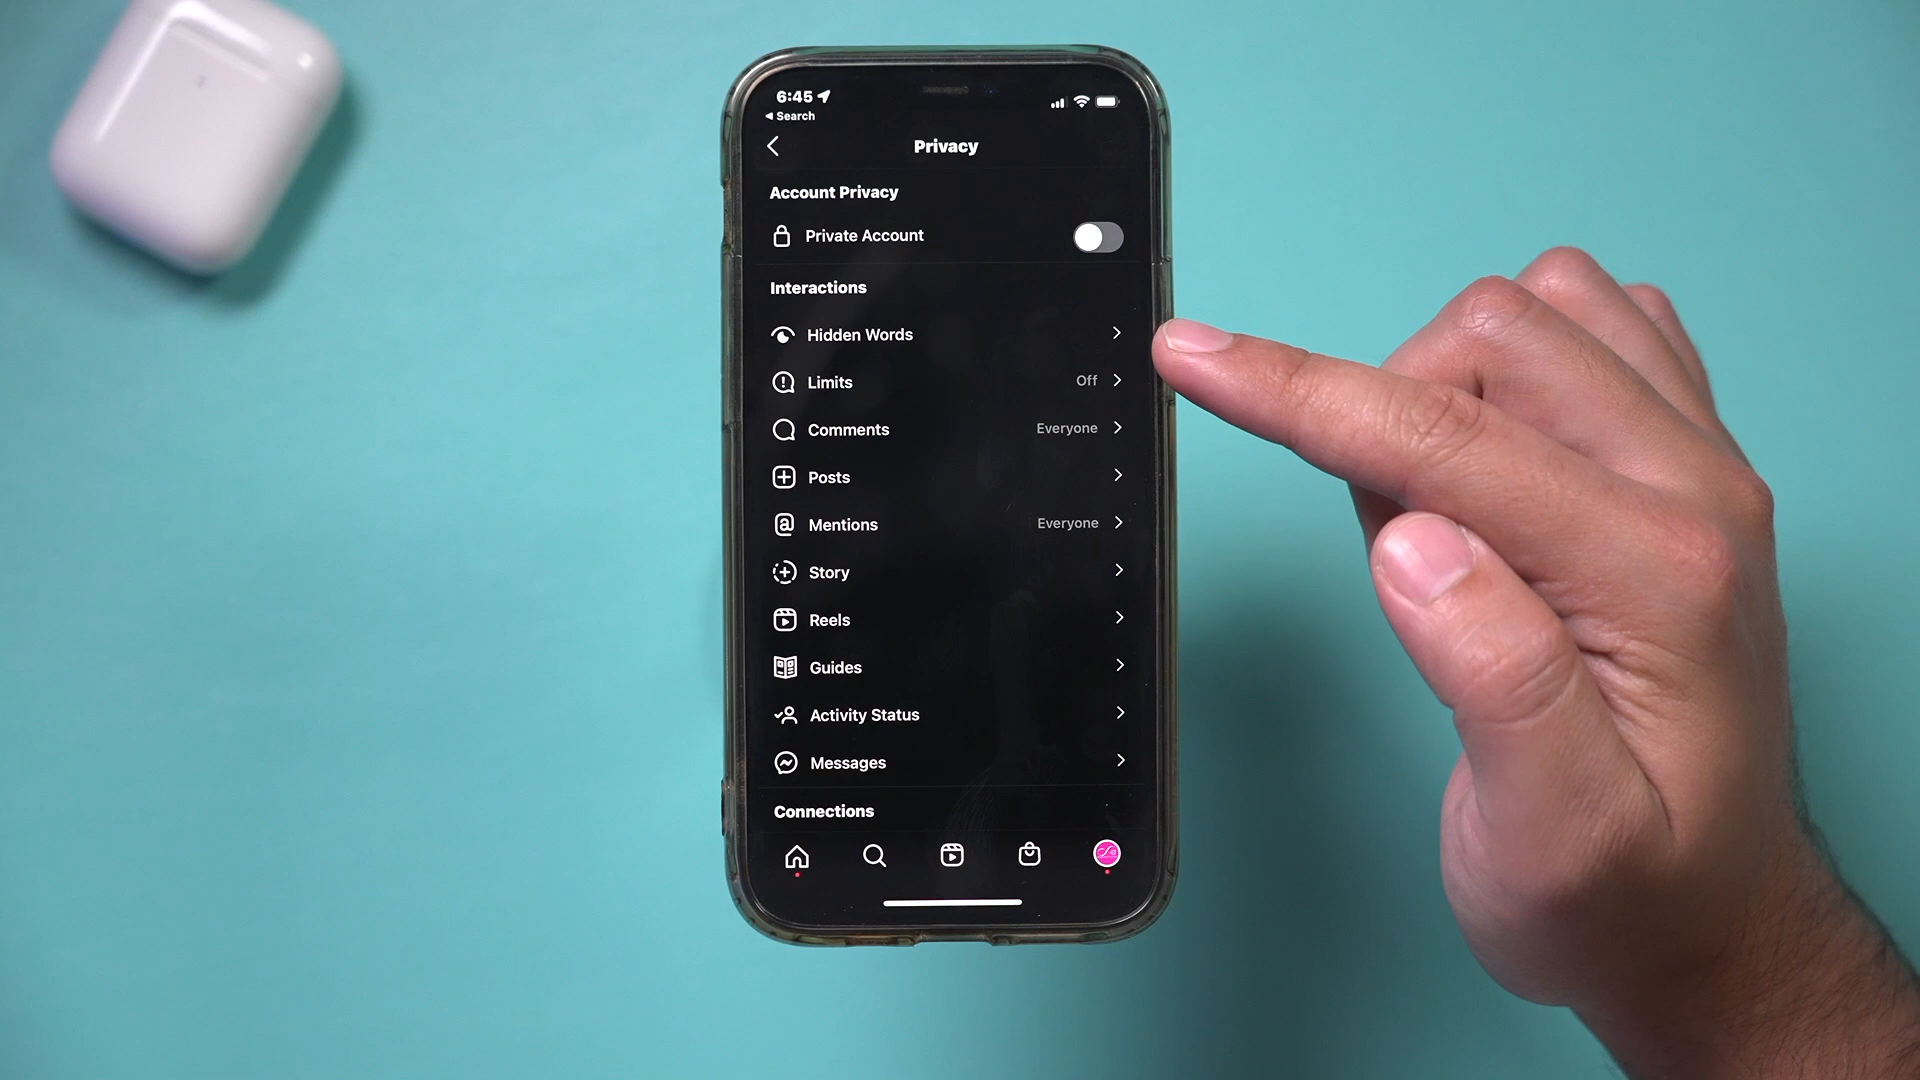 6:45
◀ Search
Privacy
Account Privacy
Private Account
Interactions
Hidden Words
Limits Off
Comments Everyone
Posts
Mentions Everyone
Story
Reels
Guides
Activity Status
Messages
Connections